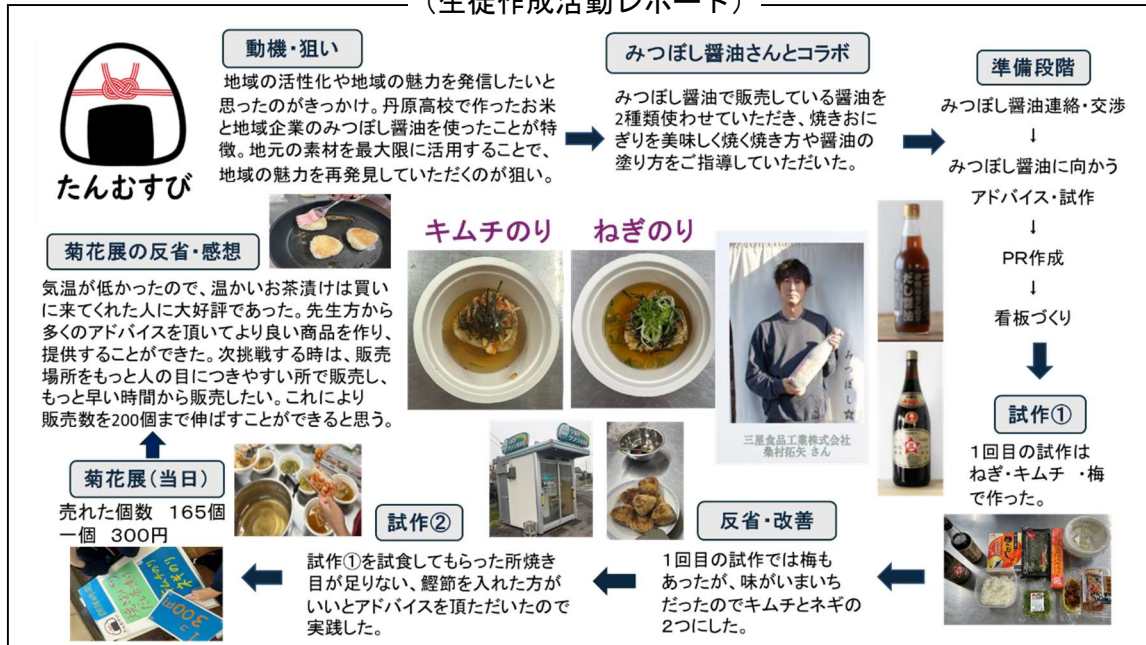 （生徒作成活動レポート）
たんむすび
動機・狙い
地域の活性化や地域の魅力を発信したいと
思ったのがきっかけ。丹原高校で作ったお米
と地域企業のみつぼし醤油を使ったことが特
徴。地元の素材を最大限に活用することで、
地域の魅力を再発見していただくのが狙い。
みつぼし醤油さんとコラボ
みつぼし醤油で販売している醤油を
2種類使わせていただき、焼きおに
ぎりを美味しく焼く焼き方や醤油の
塗り方をご指導していただいた。
準備段階
みつぼし醤油連絡・交渉
↓
みつぼし醤油に向かう
アドバイス・試作
↓
PR作成
↓
看板づくり
試作①
１回目の試作は
ねぎ・キムチ ・梅
で作った。
反省・改善
１回目の試作では梅も
あったが、味がいまいち
だったのでキムチとネギの
２つにした。
試作②
試作①を試食してもらった所焼き
目が足りない、鰹節を入れた方が
いいとアドバイスを頂ただいたので
実践した。
菊花展（当日）
売れた個数 １６５個
一個 ３００円
菊花展の反省・感想
気温が低かったので、温かいお茶漬けは買い
に来てくれた人に大好評であった。先生方から
多くのアドバイスを頂いてより良い商品を作り、
提供することができた。次挑戦する時は、販売
場所をもっと人の目につきやすい所で販売し、
もっと早い時間から販売したい。これにより
販売数を200個まで伸ばすことができると思う。
キムチのり
ねぎのり
みつぼし
三星食品工業株式会社
桑村拓矢 さん
300円